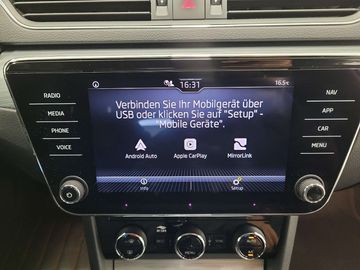 16:31
16.5°c
RADIO
MEDIA
PHONE
VOICE
Verbinden Sie Ihr Mobilgerät über
USB oder klicken Sie auf "Setup" -
"Mobile Geräte".
Android Auto
Apple CarPlay
MirrorLink
Info
Setup
NAV
APP
CAR
MENU